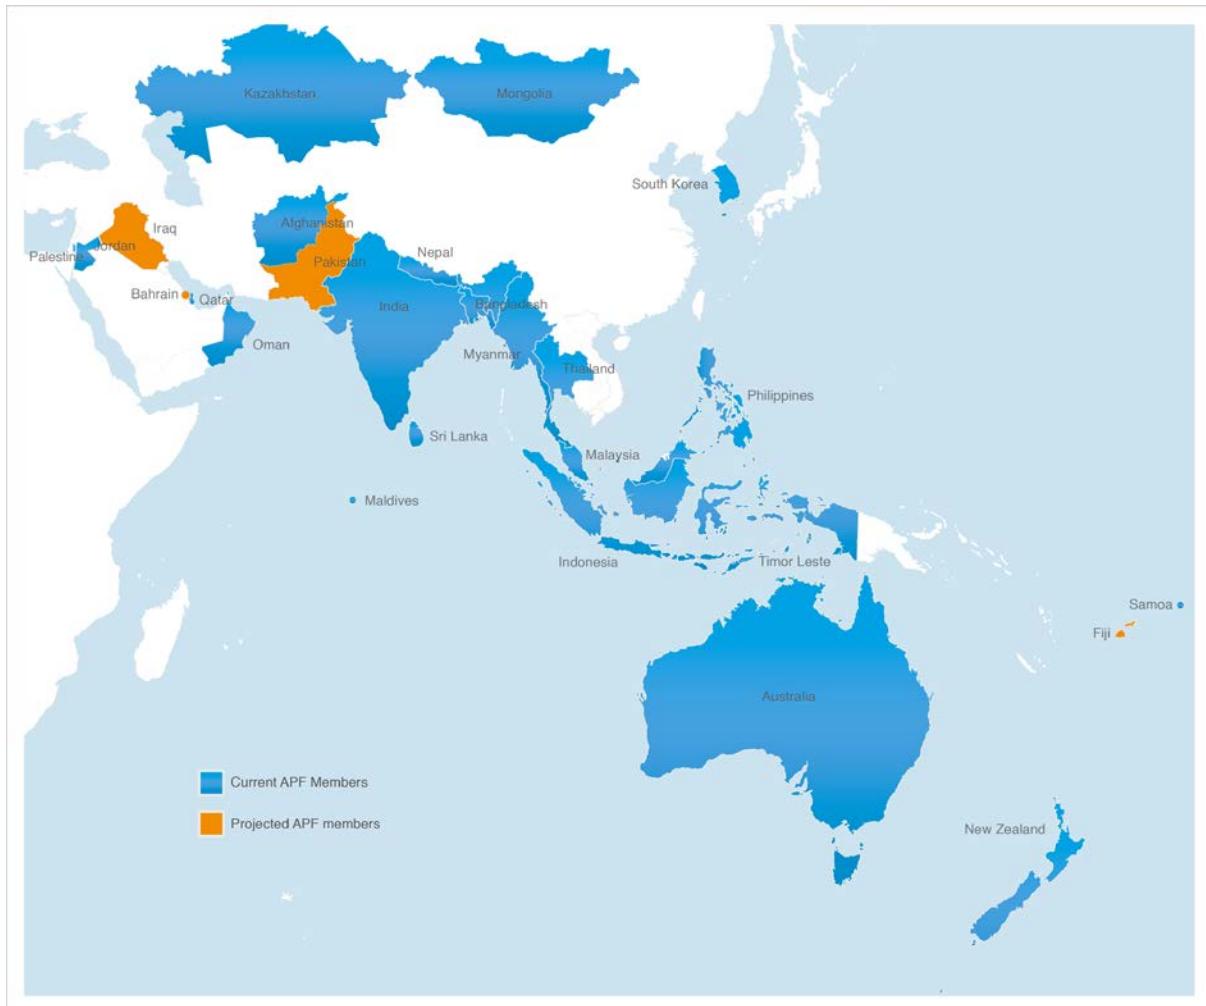 Kazakhstan
Mongolia
South Korea
Afghanistan
Iraq
Jordan
Palestine
Pakistan
Nepal
Bahrain
Qatar
India
Bangladesh
Oman
Myanmar
Thailand
Philippines
Sri Lanka
Malaysia
Maldives
Indonesia
Timor Leste
Samoa
Fiji
Australia
Current APF Members
Projected APF members
New Zealand